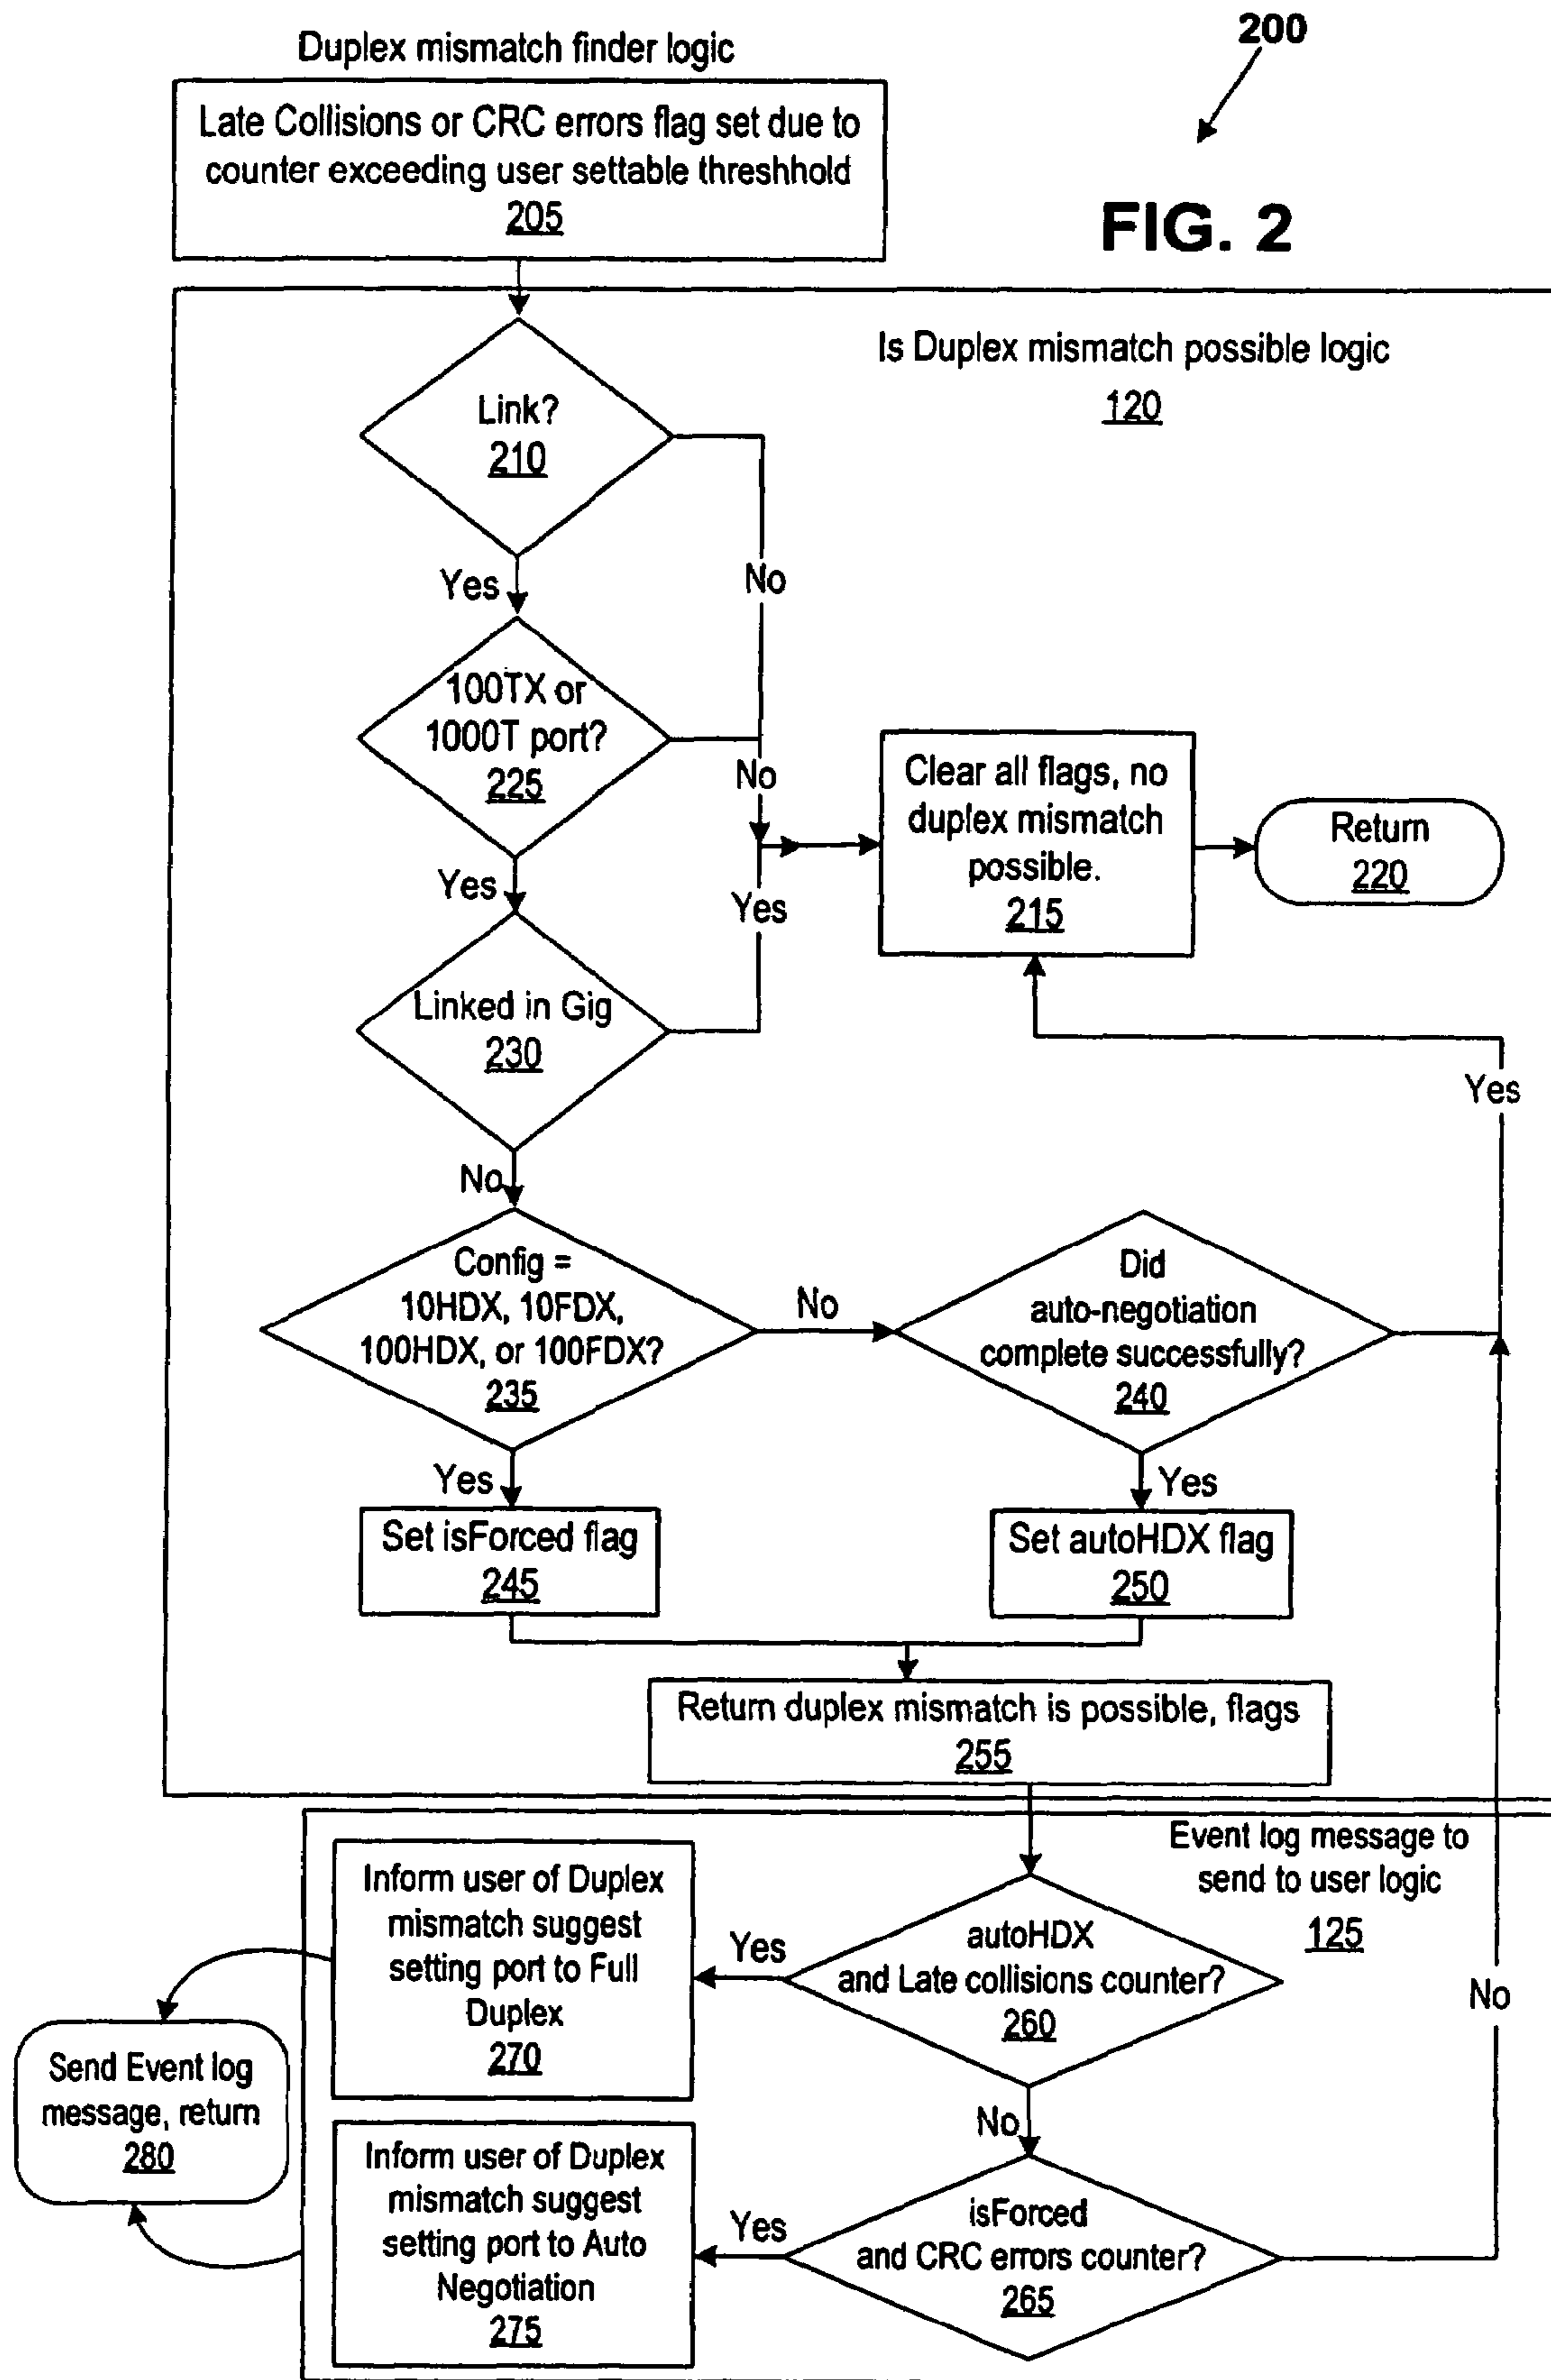 200
Duplex mismatch finder logic
Late Collisions or CRC errors flag set due to
counter exceeding user settable threshhold
205
FIG. 2
Is Duplex mismatch possible logic
120
Link?
210
Yes
No
100TX or
1000T port?
225
No
Yes
Clear all flags, no
duplex mismatch
possible.
215
Return
220
Yes
Linked in Gig
230
Yes
No
Config =
10HDX, 10FDX,
100HDX, or 100FDX?
235
No
Did
auto-negotiation
complete successfully?
240
Yes
Yes
Set isForced flag
245
Set autoHDX flag
250
Return duplex mismatch is possible, flags
255
Event log message to
send to user logic
125
Inform user of Duplex
mismatch suggest
setting port to Full
Duplex
270
Yes
autoHDX
and Late collisions counter?
260
No
No
Send Event log
message, return
280
Inform user of Duplex
mismatch suggest
setting port to Auto
Negotiation
275
Yes
isForced
and CRC errors counter?
265